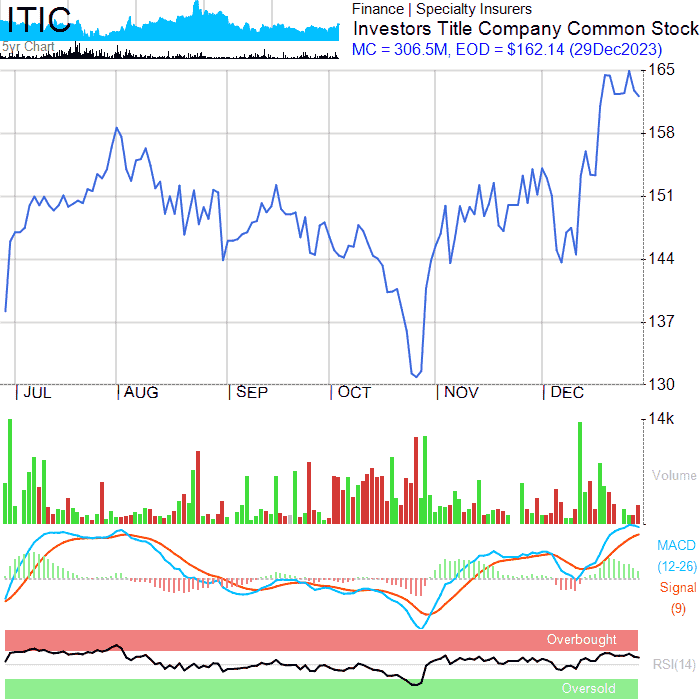 ITIC
5yr Chart
Finance | Specialty Insurers
Investors Title Company Common Stock
MC = 306.5M, EOD = $162.14 (29Dec2023)
165
158
151
144
137
130
JUL AUG SEP OCT NOV DEC
14k
Volume
MACD
(12-26)
Signal
(9)
Overbought
RSI(14)
Oversold